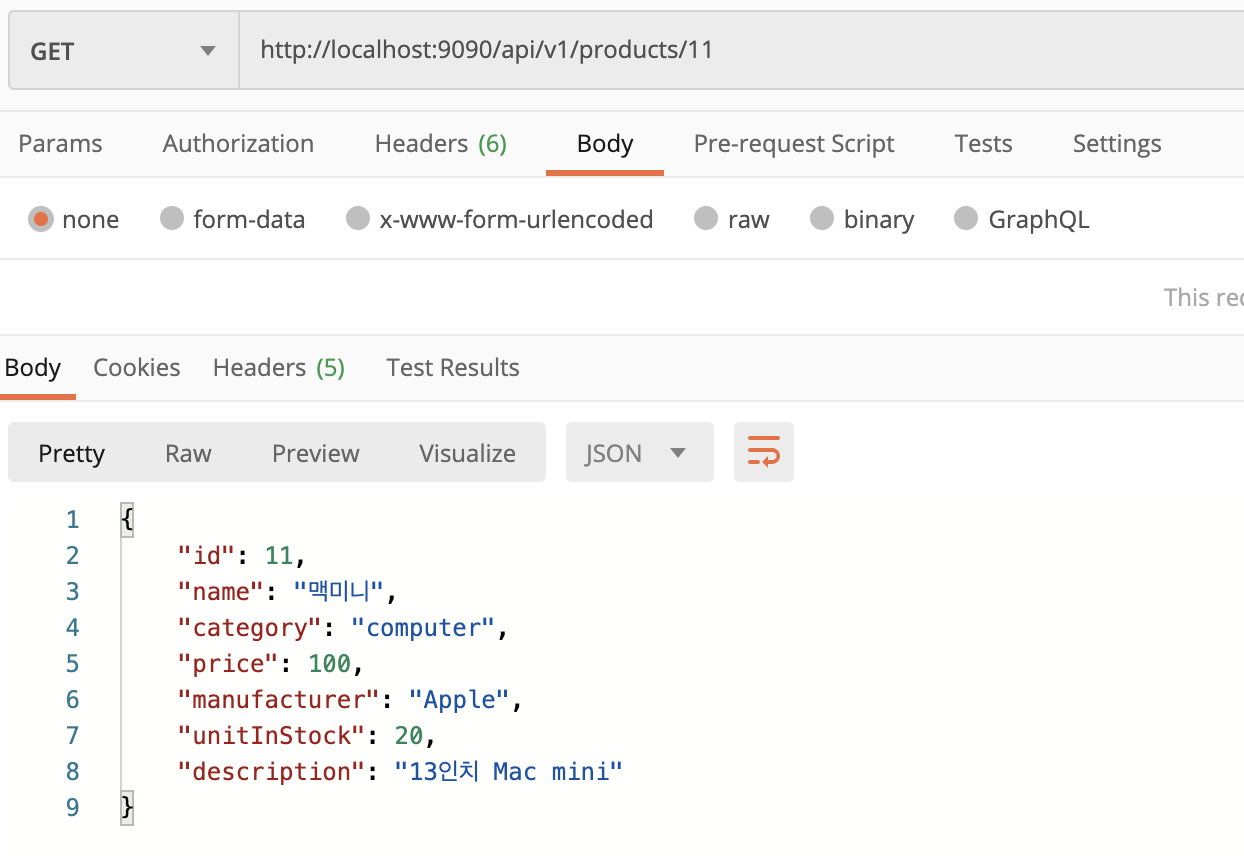 GET http://localhost:9090/api/v1/products/11
Params Authorization Headers (6) Body Pre-request Script Tests Settings
none form-data x-www-form-urlencoded raw binary GraphQL
This
Body Cookies Headers (5) Test Results
Pretty Raw Preview Visualize JSON
1 {
2 "id": 11,
3 "name": "맥미니",
4 "category": "computer",
5 "price": 100,
6 "manufacturer": "Apple",
7 "unitInStock": 20,
8 "description": "13인치 Mac mini"
9 }